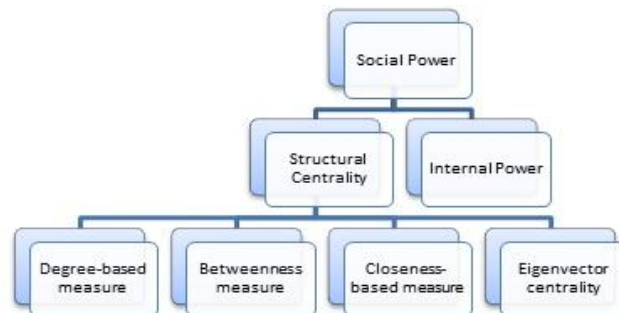 Social Power
Structural
Centrality
Internal Power
Degree-based
measure
Betweenness
measure
Closeness-
based measure
Eigenvector
centrality